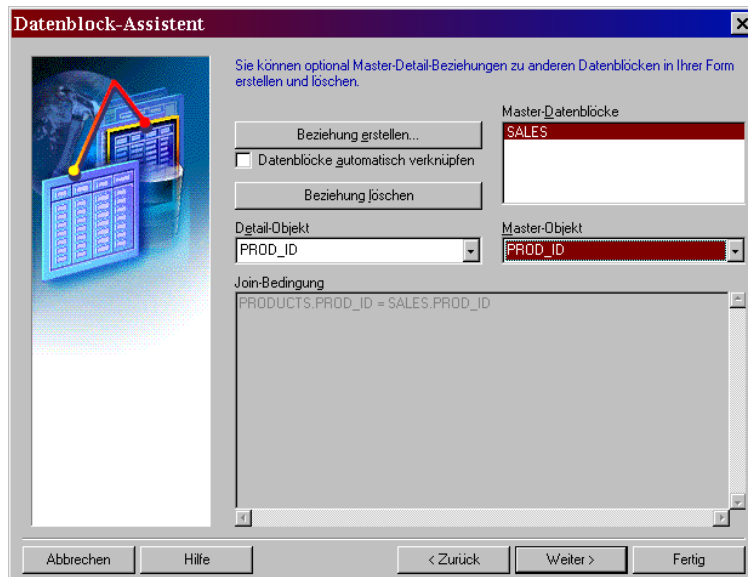 Datenblock-Assistent
Sie können optional Master-Detail-Beziehungen zu anderen Datenblöcken in Ihrer Form
erstellen und löschen.
Master-Datenblöcke
SALES
Beziehung erstellen...
Datenblöcke automatisch verknüpfen
Beziehung löschen
Detail-Objekt
PROD_ID
Master-Objekt
PROD_ID
Join-Bedingung
PRODUCTS.PROD_ID = SALES.PROD_ID
Abbrechen
Hilfe
< Zurück
Weiter >
Fertig